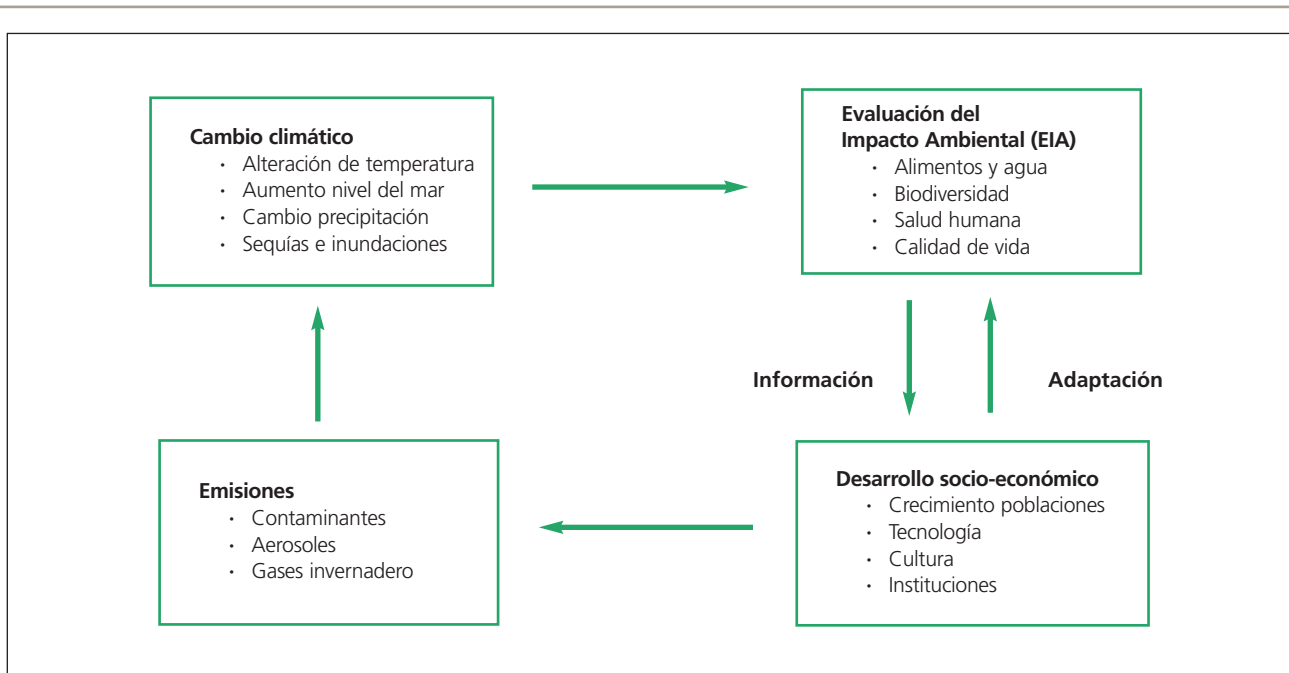 Cambio climático
· Alteración de temperatura
· Aumento nivel del mar
· Cambio precipitación
· Sequías e inundaciones
Evaluación del
Impacto Ambiental (EIA)
· Alimentos y agua
· Biodiversidad
· Salud humana
· Calidad de vida
Información
Adaptación
Emisiones
· Contaminantes
· Aerosoles
· Gases invernadero
Desarrollo socio-económico
· Crecimiento poblaciones
· Tecnología
· Cultura
· Instituciones